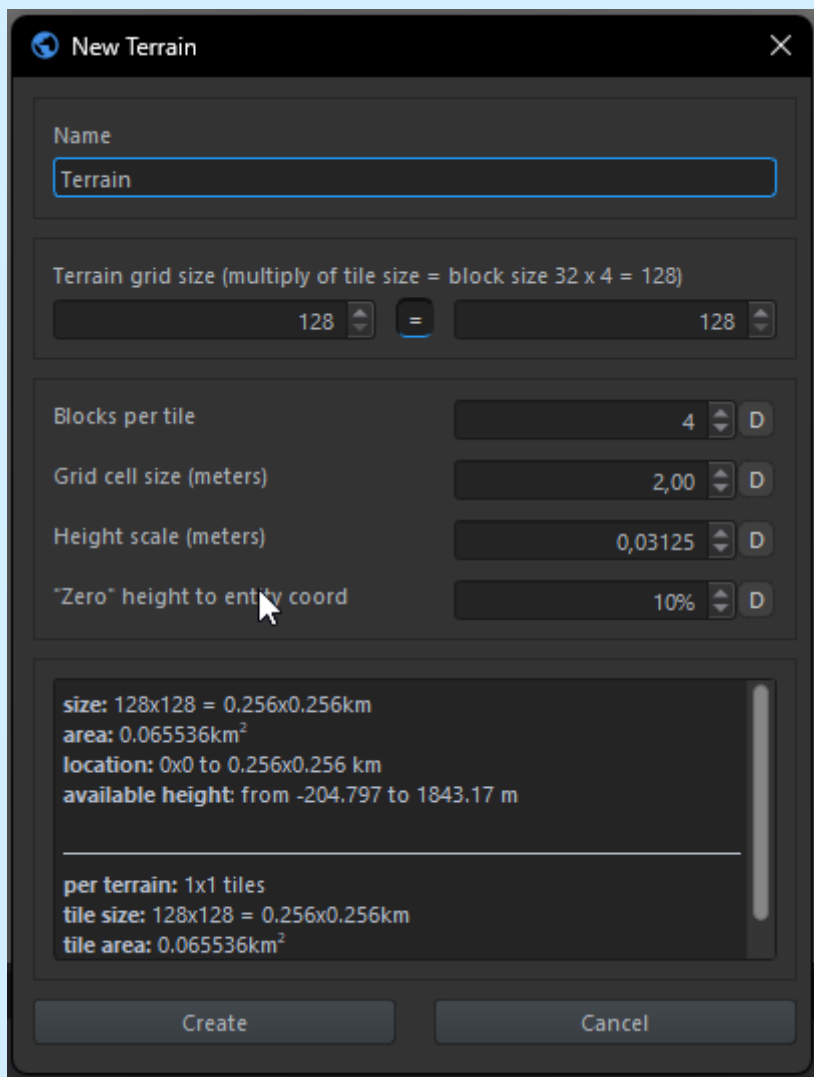 New Terrain
Name
Terrain
Terrain grid size (multiply of tile size = block size 32 x 4 = 128)
128 = 128
Blocks per tile 4 D
Grid cell size (meters) 2,00 D
Height scale (meters) 0,03125 D
"Zero" height to entity coord 10% D
size: 128x128 = 0.256x0.256km
area: 0.065536km²
location: 0x0 to 0.256x0.256 km
available height: from -204.797 to 1843.17 m
per terrain: 1x1 tiles
tile size: 128x128 = 0.256x0.256km
tile area: 0.065536km²
Create Cancel